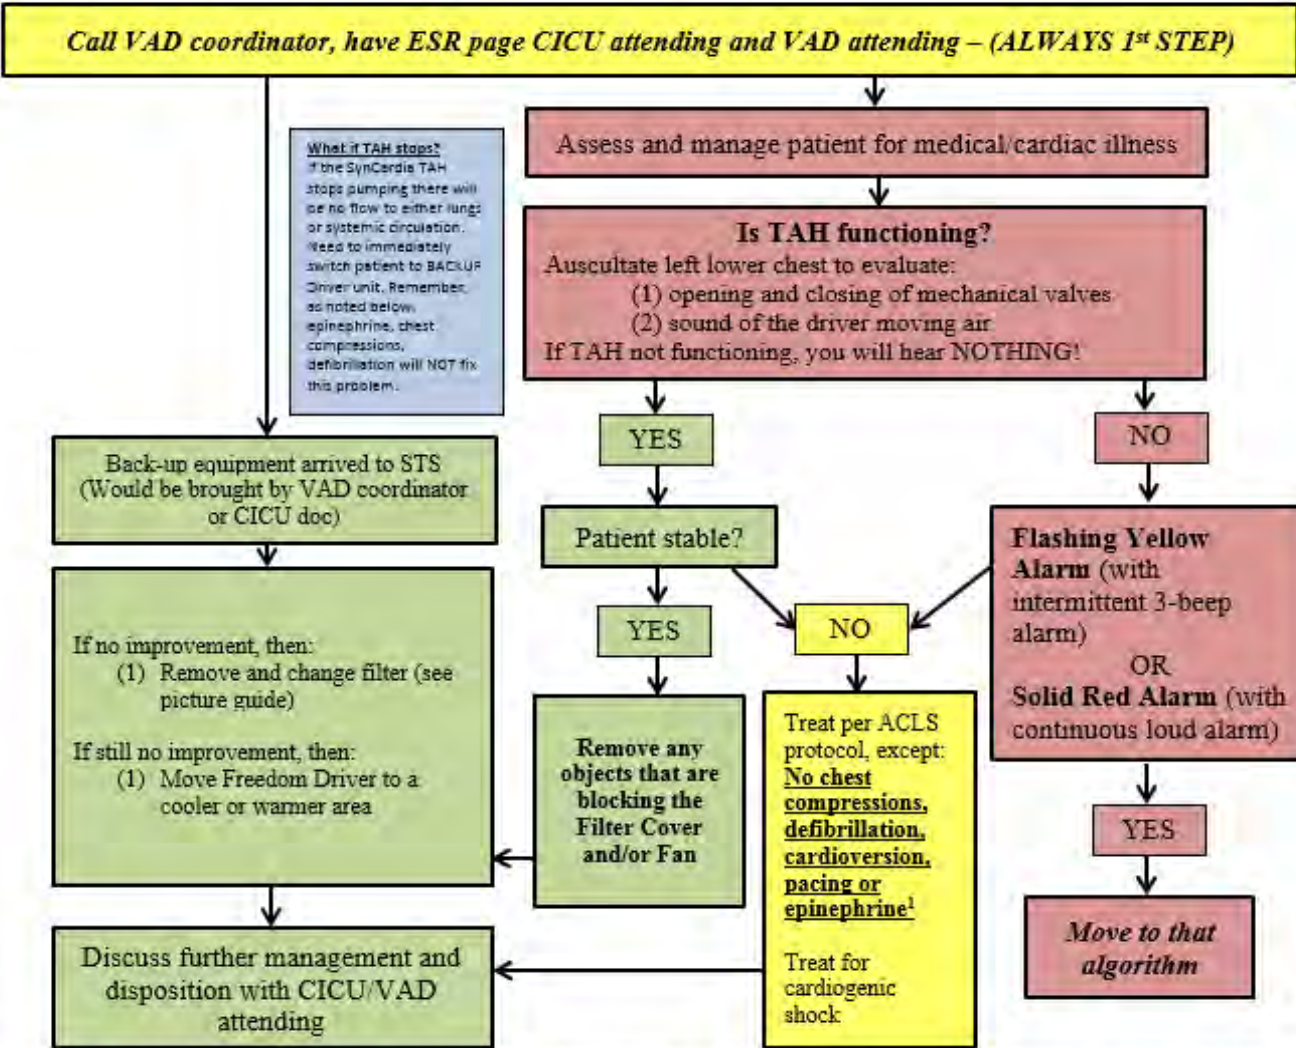 Call VAD coordinator, have ESR page CICU attending and VAD attending – (ALWAYS 1st STEP)
What if TAH stops?
If the SynCardia TAH
stops pumping there will
be no flow to either lungs
or systemic circulation.
Need to immediately
switch patient to BACKUP
Driver unit. Remember,
as noted below,
epinephrine, chest
compressions,
defibrillation will NOT fix
this problem.
Assess and manage patient for medical/cardiac illness
Is TAH functioning?
Auscultate left lower chest to evaluate:
(1) opening and closing of mechanical valves
(2) sound of the driver moving air
If TAH not functioning, you will hear NOTHING!
YES
NO
Back-up equipment arrived to STS
(Would be brought by VAD coordinator
or CICU doc)
Patient stable?
Flashing Yellow
Alarm (with
intermittent 3-beep
alarm)
OR
Solid Red Alarm (with
continuous loud alarm)
YES
NO
If no improvement, then:
(1) Remove and change filter (see
picture guide)
If still no improvement, then:
(1) Move Freedom Driver to a
cooler or warmer area
Remove any
objects that are
blocking the
Filter Cover
and/or Fan
Treat per ACLS
protocol, except:
No chest
compressions,
defibrillation,
cardioversion,
pacing or
epinephrine1
Treat for
cardiogenic
shock
YES
Move to that
algorithm
Discuss further management and
disposition with CICU/VAD
attending